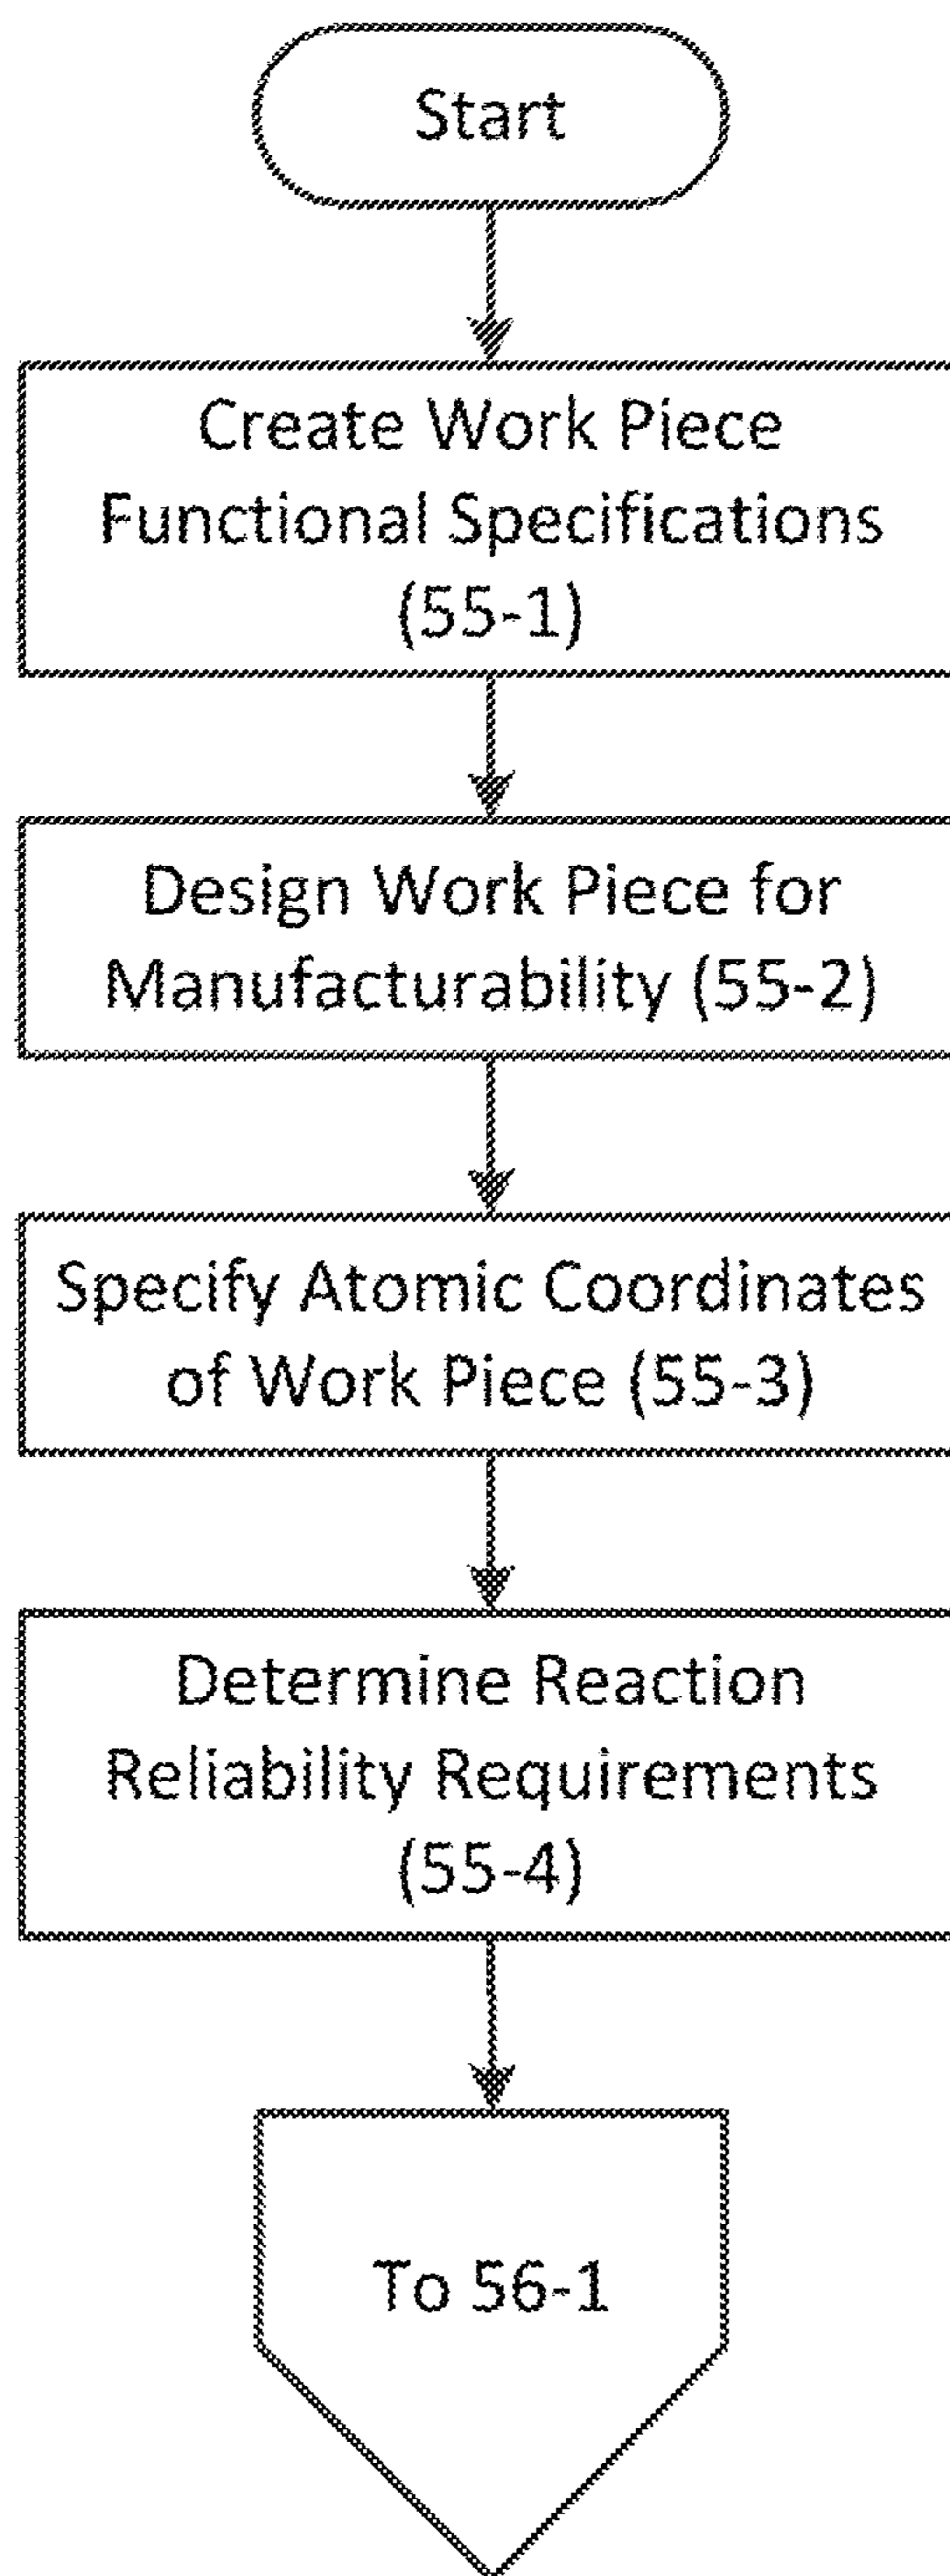 Start
Create Work Piece
Functional Specifications
(55-1)
Design Work Piece for
Manufacturability (55-2)
Specify Atomic Coordinates
of Work Piece (55-3)
Determine Reaction
Reliability Requirements
(55-4)
To 56-1